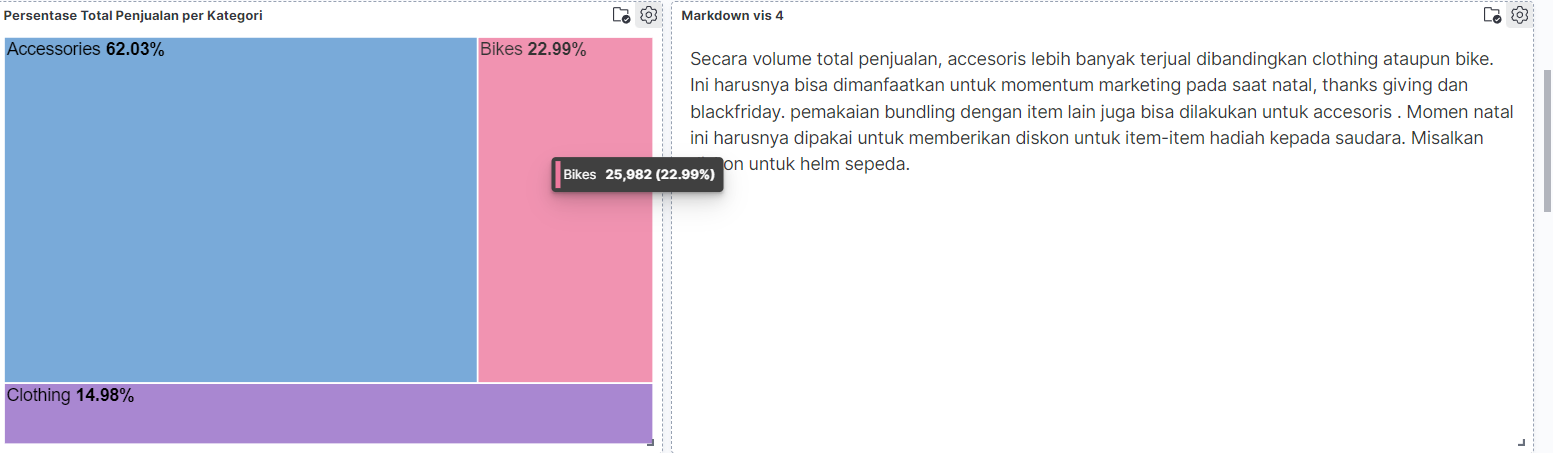 Persentase Total Penjualan per Kategori
Accessories 62.03%
Bikes 22.99%
Bikes 25,982 (22.99%)
Clothing 14.98%
Markdown vis 4
Secara volume total penjualan, accesoris lebih banyak terjual dibandingkan clothing ataupun bike.
Ini harusnya bisa dimanfaatkan untuk momentum marketing pada saat natal, thanks giving dan
blackfriday. pemakaian bundling dengan item lain juga bisa dilakukan untuk accesoris . Momen natal
ini harusnya dipakai untuk memberikan diskon untuk item-item hadiah kepada saudara. Misalkan
on untuk helm sepeda.